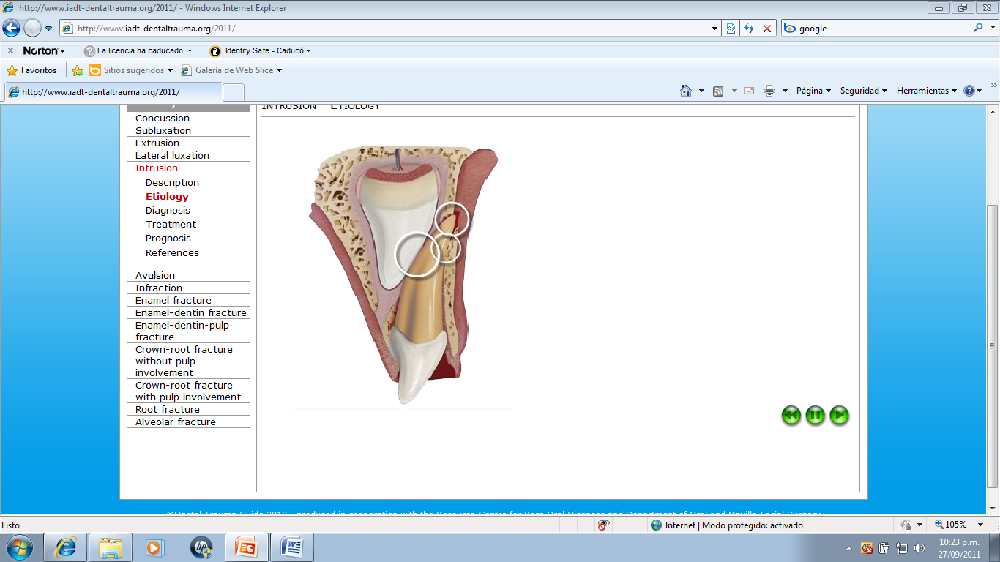 http://www.iadt-dentaltrauma.org/2011/ - Windows Internet Explorer
http://www.iadt-dentaltrauma.org/2011/
google
Norton
La licencia ha caducado.
Identity Safe - Caducó
Favoritos
Sitios sugeridos
Galería de Web Slice
http://www.iadt-dentaltrauma.org/2011/
Página
Seguridad
Herramientas
INTRUSION ETIOLOGY
Concussion
Subluxation
Extrusion
Lateral luxation
Intrusion
Description
Etiology
Diagnosis
Treatment
Prognosis
References
Avulsion
Infraction
Enamel fracture
Enamel-dentin fracture
Enamel-dentin-pulp
fracture
Crown-root fracture
without pulp
involvement
Crown-root fracture
with pulp involvement
Root fracture
Alveolar fracture
©Dental Trauma Guide 2010 - produced in cooperation with the Resource Centre for Rare Oral Diseases and Department of Oral and Maxillo-Facial Surgery
Listo
Internet | Modo protegido: activado
105%
10:23 p.m.
27/09/2011